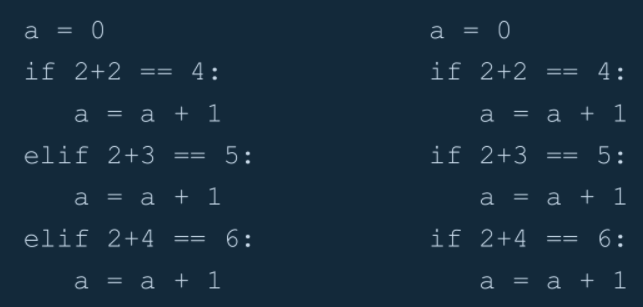 a = 0
if 2+2 == 4:
    a = a + 1
elif 2+3 == 5:
    a = a + 1
elif 2+4 == 6:
    a = a + 1
a = 0
if 2+2 == 4:
    a = a + 1
if 2+3 == 5:
    a = a + 1
if 2+4 == 6:
    a = a + 1